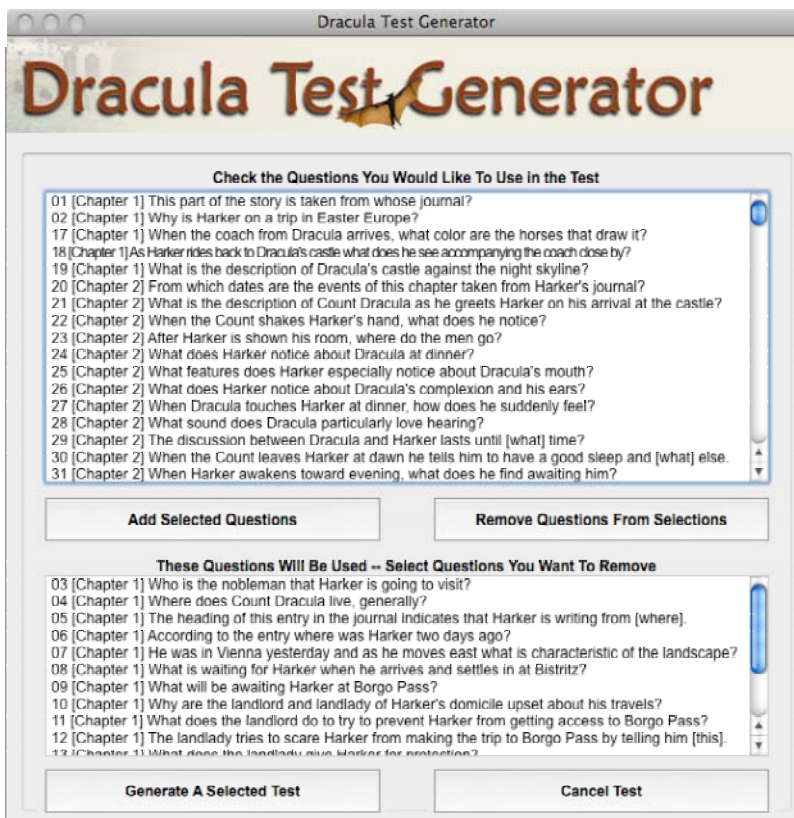 Dracula Test Generator
Dracula Test Generator
Check the Questions You Would Like To Use in the Test
01 [Chapter 1] This part of the story is taken from whose journal?
02 [Chapter 1] Why is Harker on a trip in Easter Europe?
17 [Chapter 1] When the coach from Dracula arrives, what color are the horses that draw it?
18 [Chapter 1] As Harker rides back to Dracula's castle what does he see accompanying the coach close by?
19 [Chapter 1] What is the description of Dracula's castle against the night skyline?
20 [Chapter 2] From which dates are the events of this chapter taken from Harker's journal?
21 [Chapter 2] What is the description of Count Dracula as he greets Harker on his arrival at the castle?
22 [Chapter 2] When the Count shakes Harker's hand, what does he notice?
23 [Chapter 2] After Harker is shown his room, where do the men go?
24 [Chapter 2] What does Harker notice about Dracula at dinner?
25 [Chapter 2] What features does Harker especially notice about Dracula's mouth?
26 [Chapter 2] What does Harker notice about Dracula's complexion and his ears?
27 [Chapter 2] When Dracula touches Harker at dinner, how does he suddenly feel?
28 [Chapter 2] What sound does Dracula particularly love hearing?
29 [Chapter 2] The discussion between Dracula and Harker lasts until [what] time?
30 [Chapter 2] When the Count leaves Harker at dawn he tells him to have a good sleep and [what] else.
31 [Chapter 2] When Harker awakens toward evening, what does he find awaiting him?
Add Selected Questions
Remove Questions From Selections
These Questions Will Be Used -- Select Questions You Want To Remove
03 [Chapter 1] Who is the nobleman that Harker is going to visit?
04 [Chapter 1] Where does Count Dracula live, generally?
05 [Chapter 1] The heading of this entry in the journal indicates that Harker is writing from [where].
06 [Chapter 1] According to the entry where was Harker two days ago?
07 [Chapter 1] He was in Vienna yesterday and as he moves east what is characteristic of the landscape?
08 [Chapter 1] What is waiting for Harker when he arrives and settles in at Bistritz?
09 [Chapter 1] What will be awaiting Harker at Borgo Pass?
10 [Chapter 1] Why are the landlord and landlady of Harker's domicile upset about his travels?
11 [Chapter 1] What does the landlord do to try to prevent Harker from getting access to Borgo Pass?
12 [Chapter 1] The landlady tries to scare Harker from making the trip to Borgo Pass by telling him [this].
13 [Chapter 1] What does the landlady give Harker for protection?
Generate A Selected Test
Cancel Test